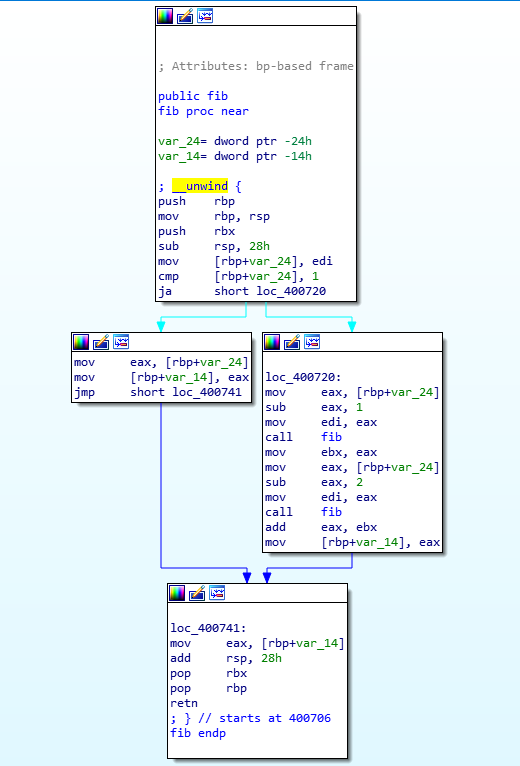 ; Attributes: bp-based frame
public fib
fib proc near
var_24= dword ptr -24h
var_14= dword ptr -14h
; __unwind {
push rbp
mov rbp, rsp
push rbx
sub rsp, 28h
mov [rbp+var_24], edi
cmp [rbp+var_24], 1
ja short loc_400720
mov eax, [rbp+var_24]
mov [rbp+var_14], eax
jmp short loc_400741
loc_400720:
mov eax, [rbp+var_24]
sub eax, 1
mov edi, eax
call fib
mov ebx, eax
mov eax, [rbp+var_24]
sub eax, 2
mov edi, eax
call fib
add eax, ebx
mov [rbp+var_14], eax
loc_400741:
mov eax, [rbp+var_14]
add rsp, 28h
pop rbx
pop rbp
retn
; } // starts at 400706
fib endp